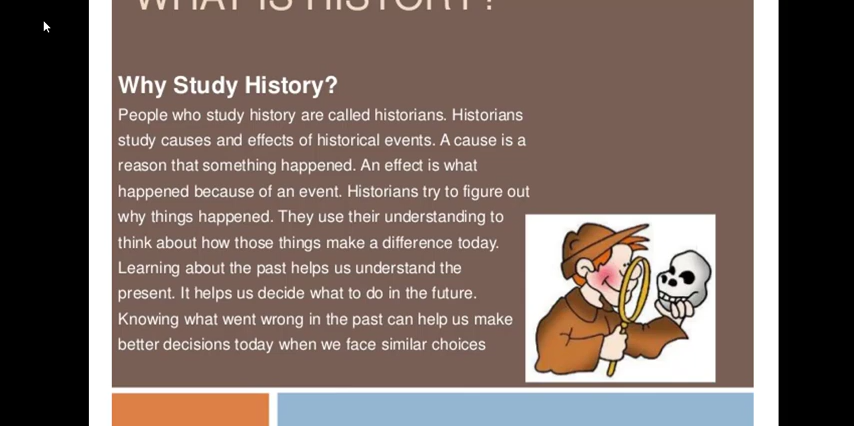 WHAT IS HISTORY?
Why Study History?
People who study history are called historians. Historians
study causes and effects of historical events. A cause is a
reason that something happened. An effect is what
happened because of an event. Historians try to figure out
why things happened. They use their understanding to
think about how those things make a difference today.
Learning about the past helps us understand the
present. It helps us decide what to do in the future.
Knowing what went wrong in the past can help us make
better decisions today when we face similar choices